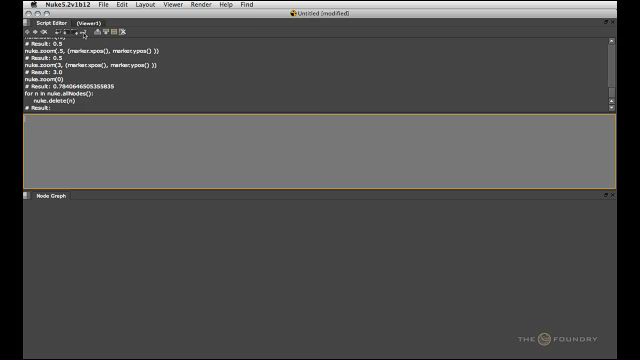 Nuke5.2v1b12 File Edit Layout Viewer Render Help
Untitled [modified]
Script Editor (Viewer1)
# Result: 0.5
nuke.zoom(.5, (marker.xpos(), marker.ypos() ))
# Result: 0.5
nuke.zoom(3, (marker.xpos(), marker.ypos() ))
# Result: 3.0
nuke.zoom(0)
# Result: 0.7840646505355835
for n in nuke.allNodes():
nuke.delete(n)
# Result:
Node Graph
THE FOUNDRY